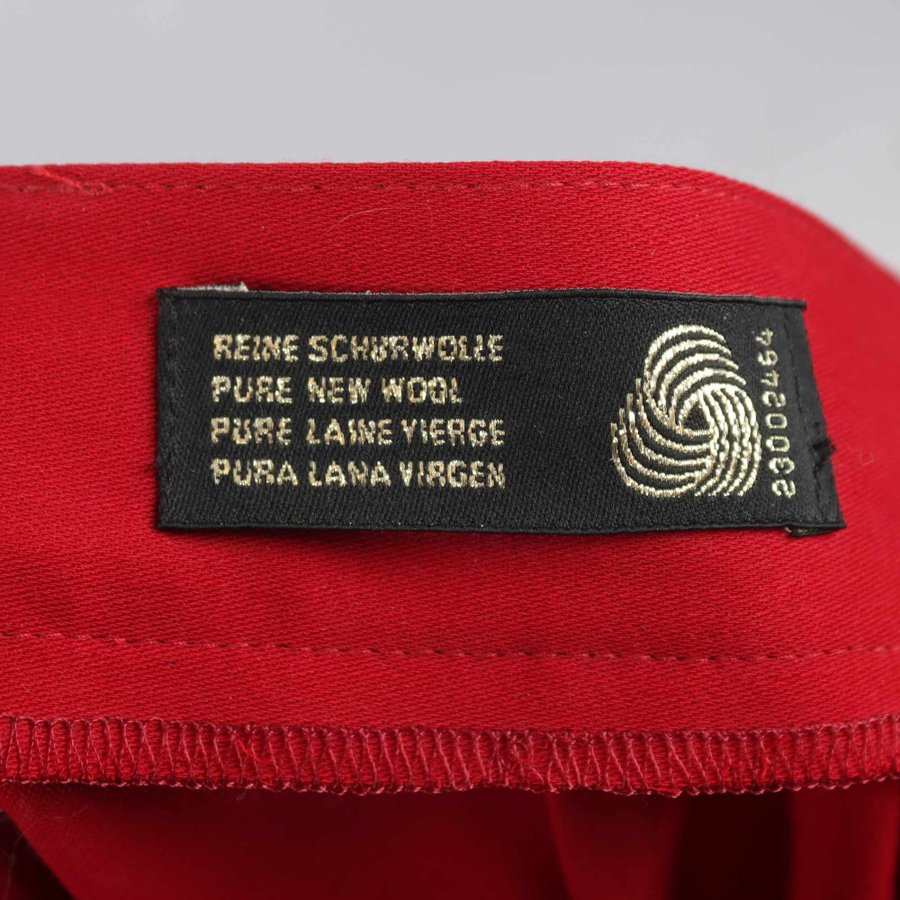 REINE SCHURWOLLE
PURE NEW WOOL
PURE LAINE VIERGE
PURA LANA VIRGEN
23002464